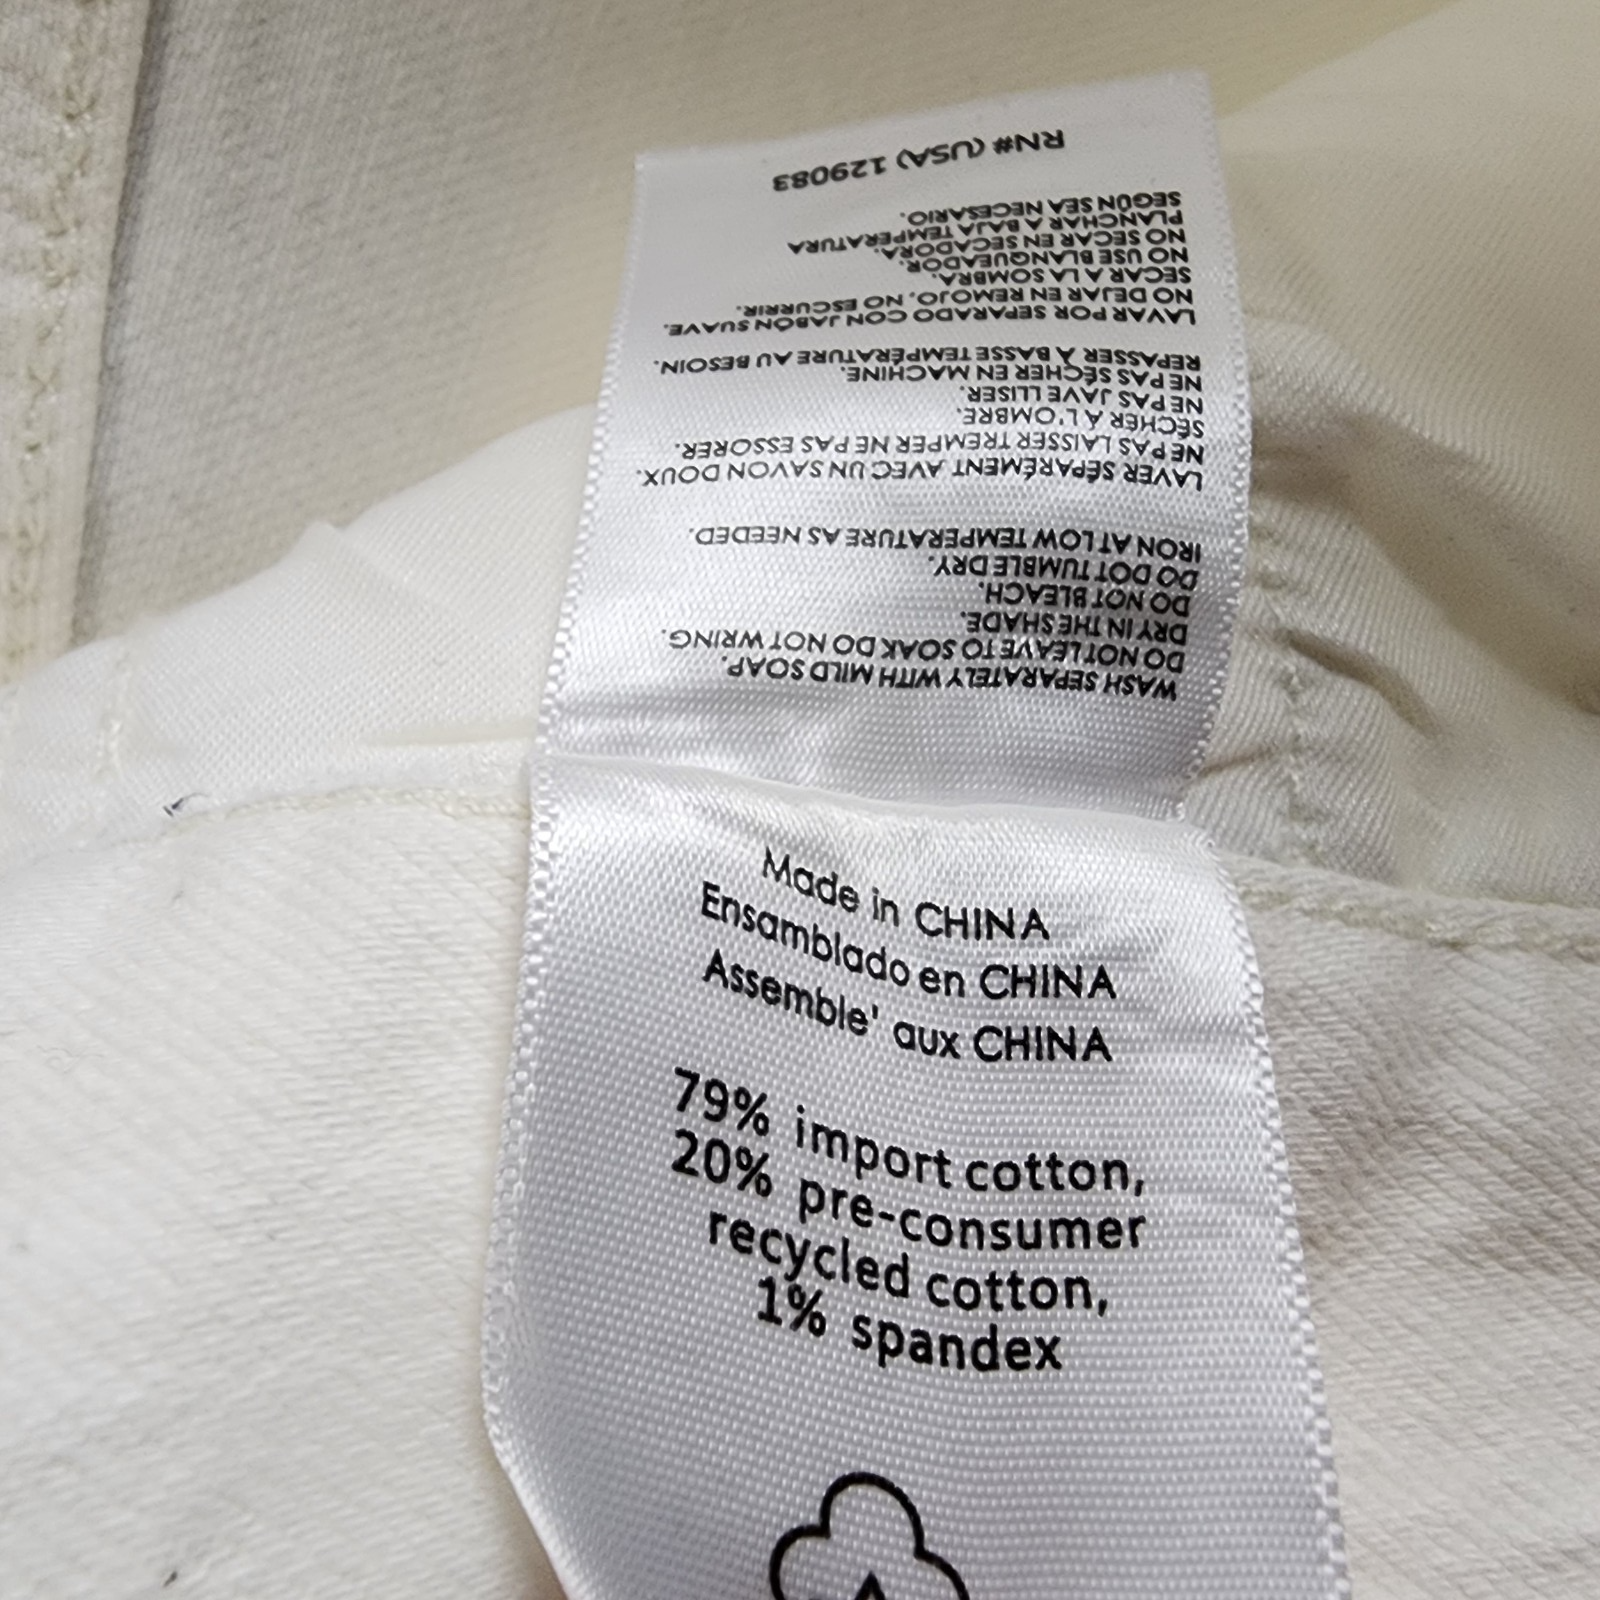 RN# (USA) 129083
WASH SEPARATELY WITH MILD SOAP.
DO NOT LEAVE TO SOAK DO NOT WRING.
DRY IN THE SHADE.
DO NOT BLEACH.
DO DOT TUMBLE DRY.
IRON AT LOW TEMPERATURE AS NEEDED.
LAVER SÉPARÉMENT AVEC UN SAVON DOUX.
NE PAS LAISSER TREMPER NE PAS ESSORER.
SÉCHER À L'OMBRE.
NE PAS JAVE LLISER.
NE PAS SÉCHER EN MACHINE.
REPASSER À BASSE TEMPÉRATURE AU BESOIN.
LAVAR POR SEPARADO CON JABÓN SUAVE.
NO DEJAR EN REMOJO. NO ESCURRIR.
SECAR A LA SOMBRA.
NO USE BLANQUEADOR.
NO SECAR EN SECADORA.
PLANCHAR A BAJA TEMPERATURA
SEGÚN SEA NECESARIO.
Made in CHINA
Ensamblado en CHINA
Assemble' aux CHINA
79% import cotton,
20% pre-consumer
recycled cotton,
1% spandex